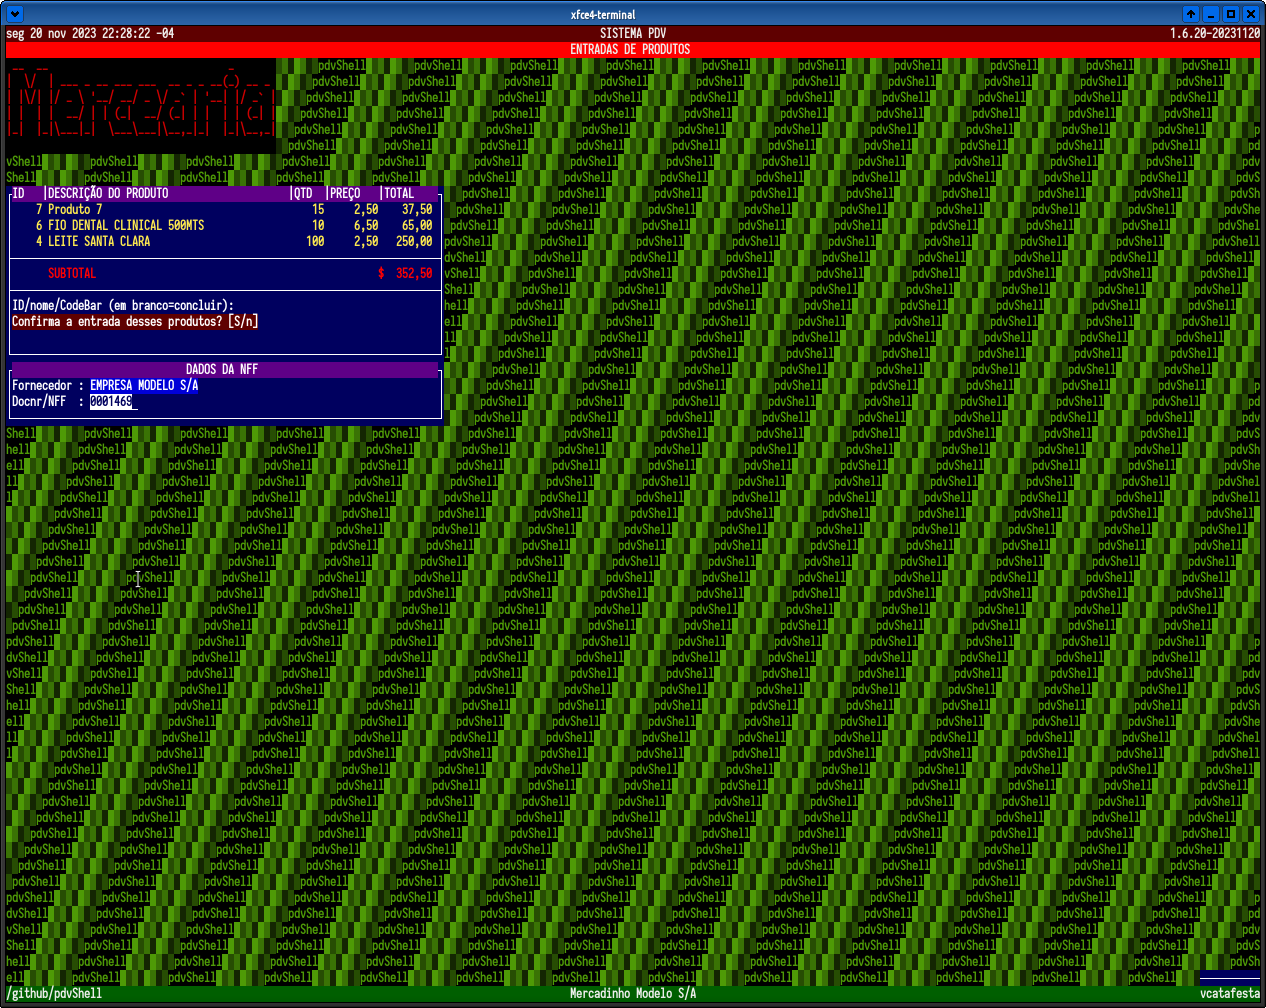 xfce4-terminal
seg 20 nov 2023 22:28:22 -04 SISTEMA PDV 1.6.20-20231120
ENTRADAS DE PRODUTOS
Mercearia
pdvShell
ID |DESCRIÇÃO DO PRODUTO |QTD |PREÇO |TOTAL
7 Produto 7 15 2,50 37,50
6 FIO DENTAL CLINICAL 500MTS 10 6,50 65,00
4 LEITE SANTA CLARA 100 2,50 250,00
SUBTOTAL $ 352,50
ID/nome/CodeBar (em branco=concluir):
Confirma a entrada desses produtos? [S/n]
DADOS DA NFF
Fornecedor : EMPRESA MODELO S/A
Docnr/NFF : 0001469_
/github/pdvShell Mercadinho Modelo S/A vcatafesta